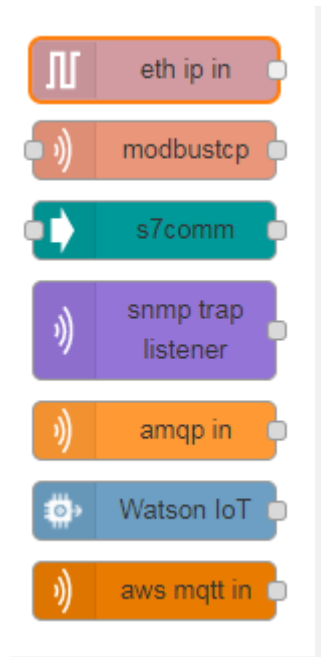 eth ip in
modbustcp
s7comm
snmp trap
listener
amqp in
Watson IoT
aws mqtt in